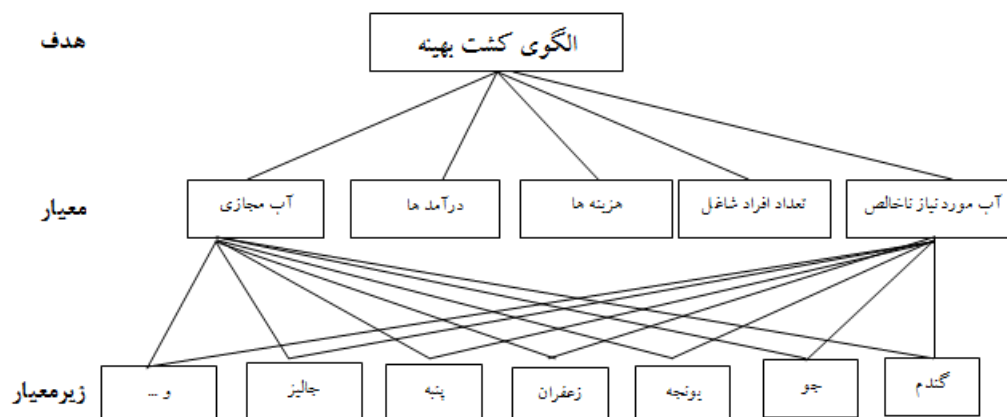 هدف
الگوی کشت بهینه
معیار
آب مورد نیاز ناخالص
تعداد افراد شاغل
هزینه ها
درآمد ها
آب مجازی
زیرمعیار
گندم
جو
یونجه
زعفران
پنبه
جالیز
و ...